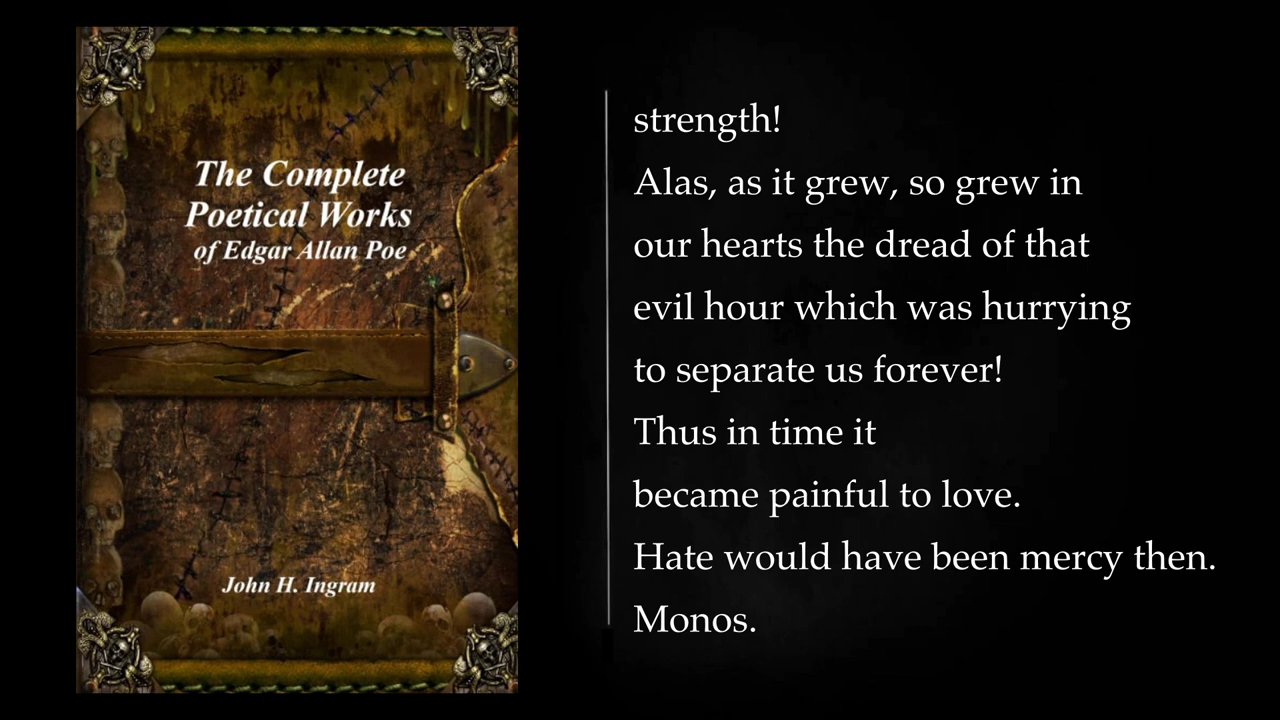 The Complete
Poetical Works
of Edgar Allan Poe
John H. Ingram
strength!
Alas, as it grew, so grew in
our hearts the dread of that
evil hour which was hurrying
to separate us forever!
Thus in time it
became painful to love.
Hate would have been mercy then.
Monos.